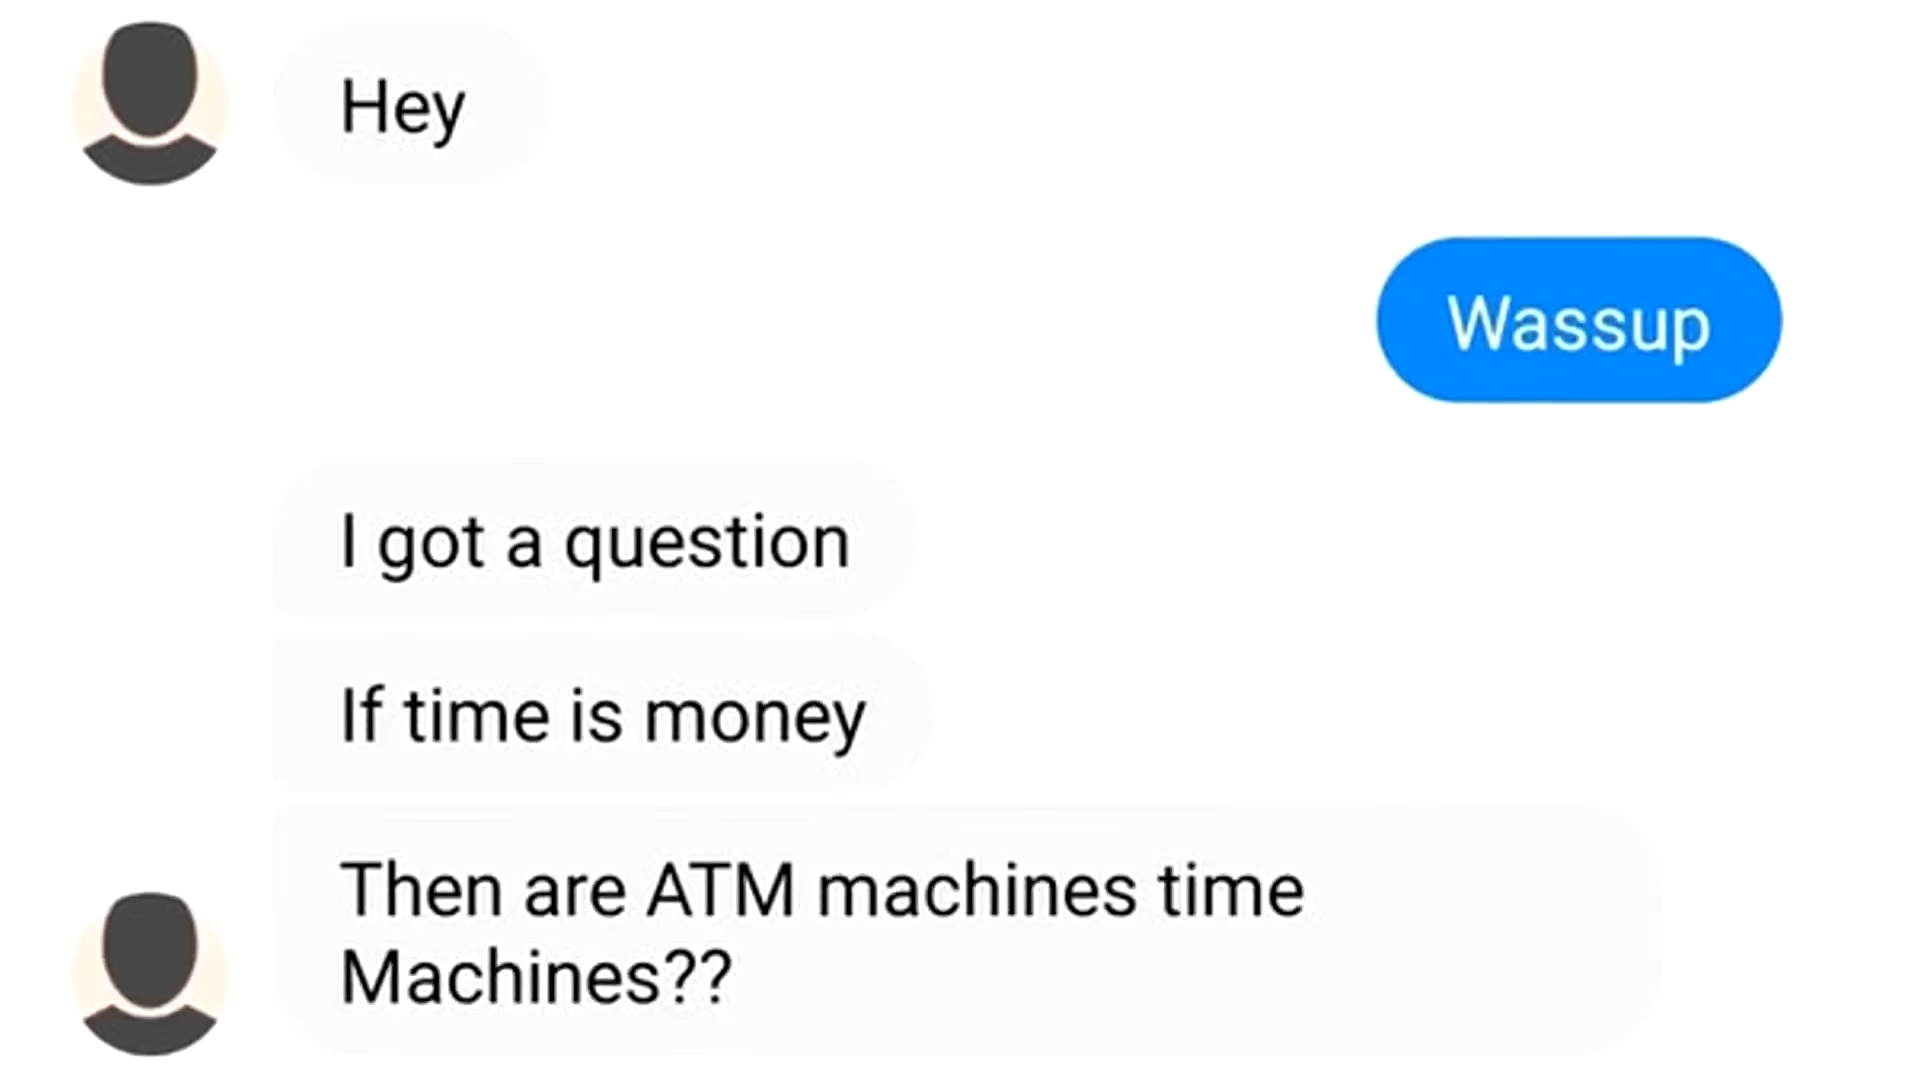 Hey
Wassup
I got a question
If time is money
Then are ATM machines time
Machines??